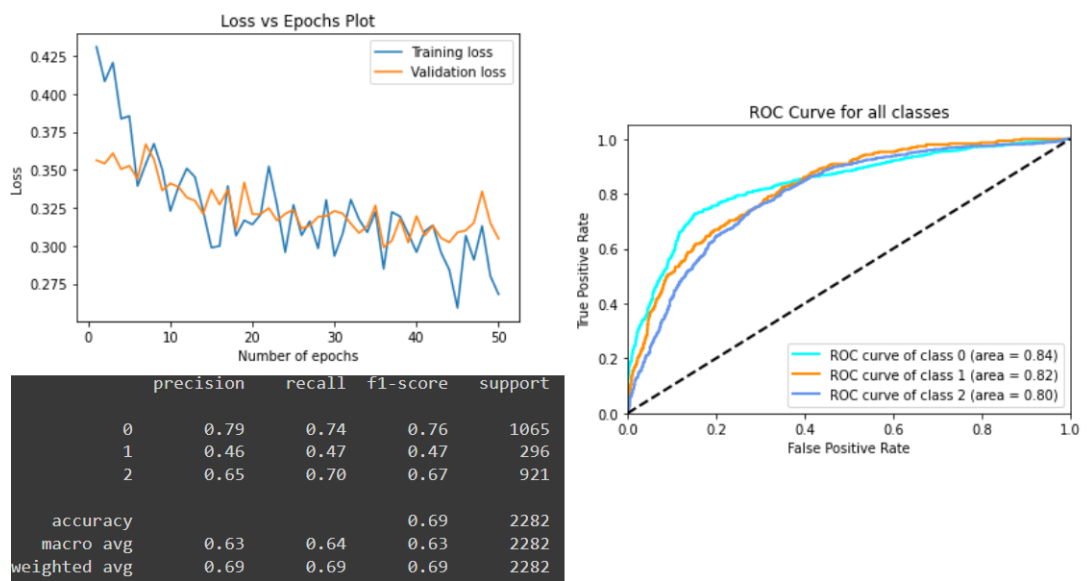 Loss vs Epochs Plot
Training loss
Validation loss
0.425
0.400
0.375
0.350
0.325
0.300
0.275
Loss
0 10 20 30 40 50
Number of epochs
precision recall f1-score support
0 0.79 0.74 0.76 1065
1 0.46 0.47 0.47 296
2 0.65 0.70 0.67 921
accuracy 0.69 2282
macro avg 0.63 0.64 0.63 2282
weighted avg 0.69 0.69 0.69 2282
ROC Curve for all classes
1.0
0.8
0.6
0.4
0.2
0.0
True Positive Rate
ROC curve of class 0 (area = 0.84)
ROC curve of class 1 (area = 0.82)
ROC curve of class 2 (area = 0.80)
0.0 0.2 0.4 0.6 0.8 1.0
False Positive Rate